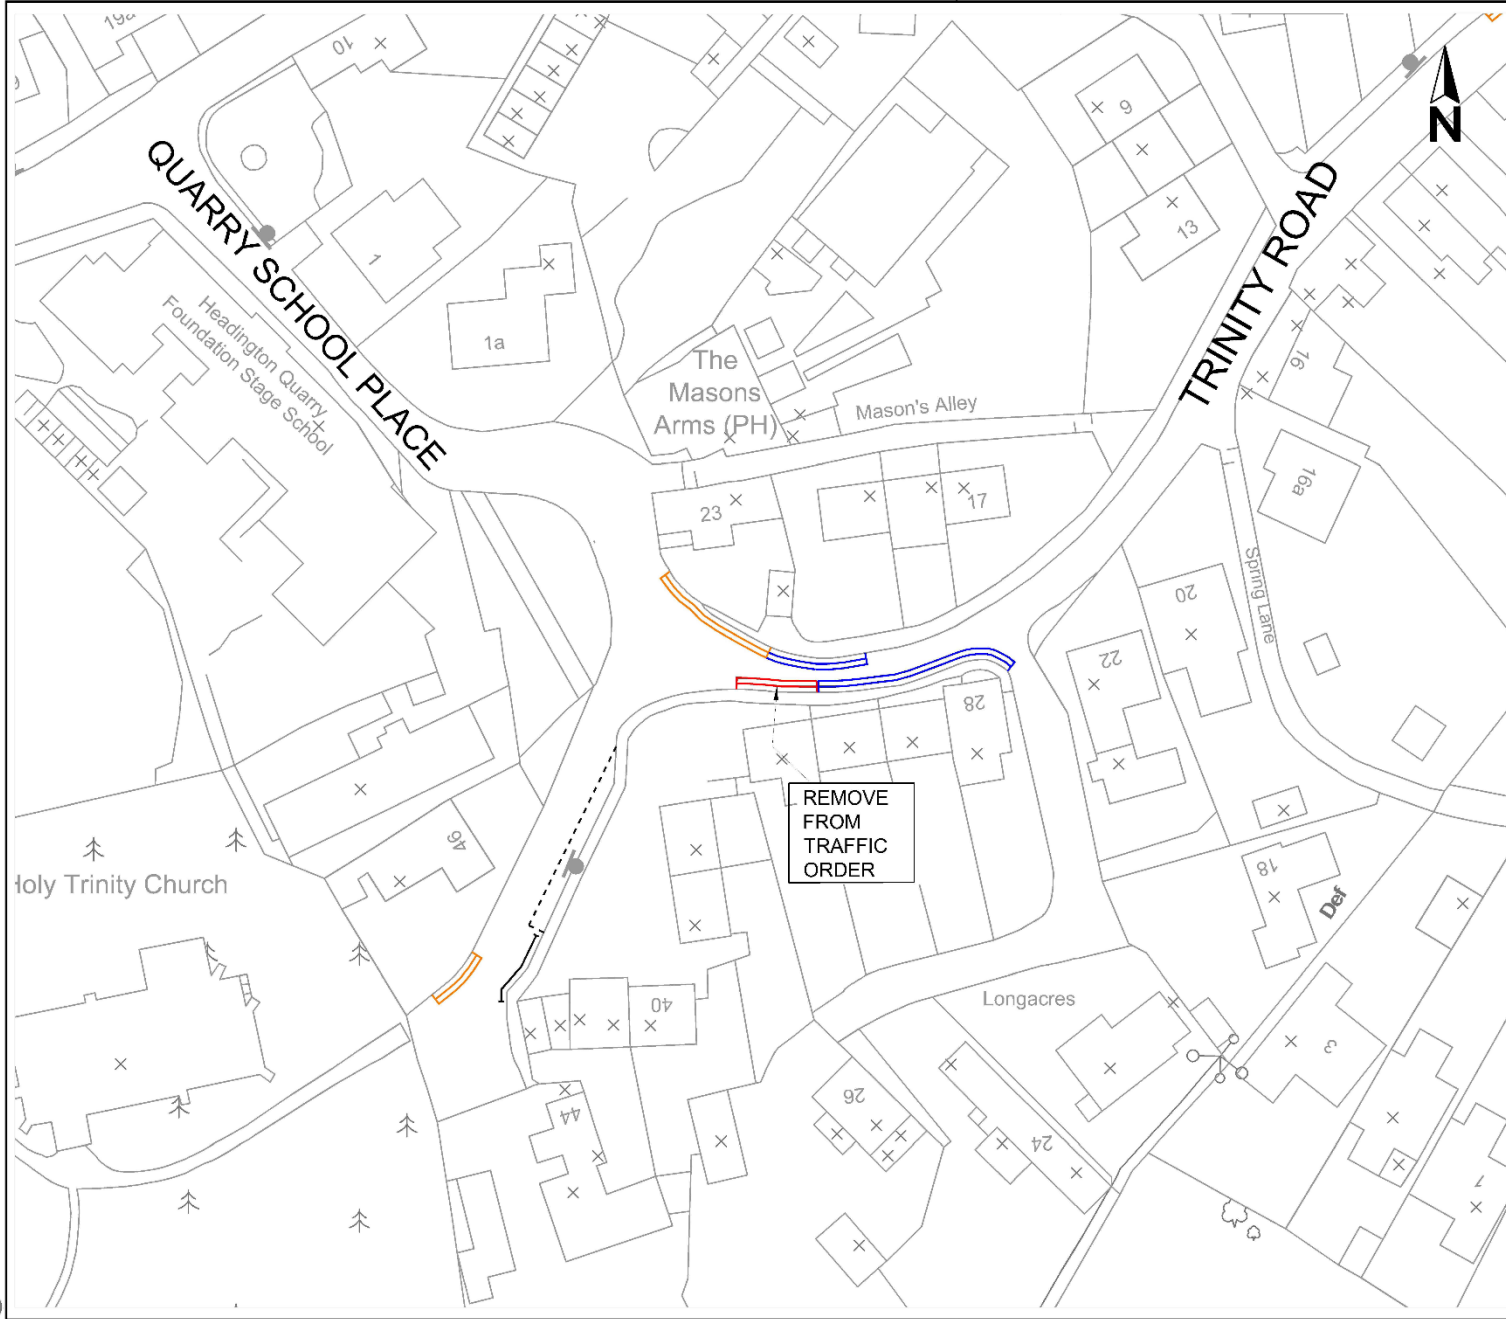 19a
10
9
N
QUARRY SCHOOL PLACE
TRINITY ROAD
13
1
Headington Quarry
Foundation Stage School
1a
The
Masons
Arms (PH)
Mason's Alley
16
16a
23
17
Spring Lane
20
22
28
REMOVE
FROM
TRAFFIC
ORDER
46
18
Def
Holy Trinity Church
40
Longacres
3
26
44
24
1